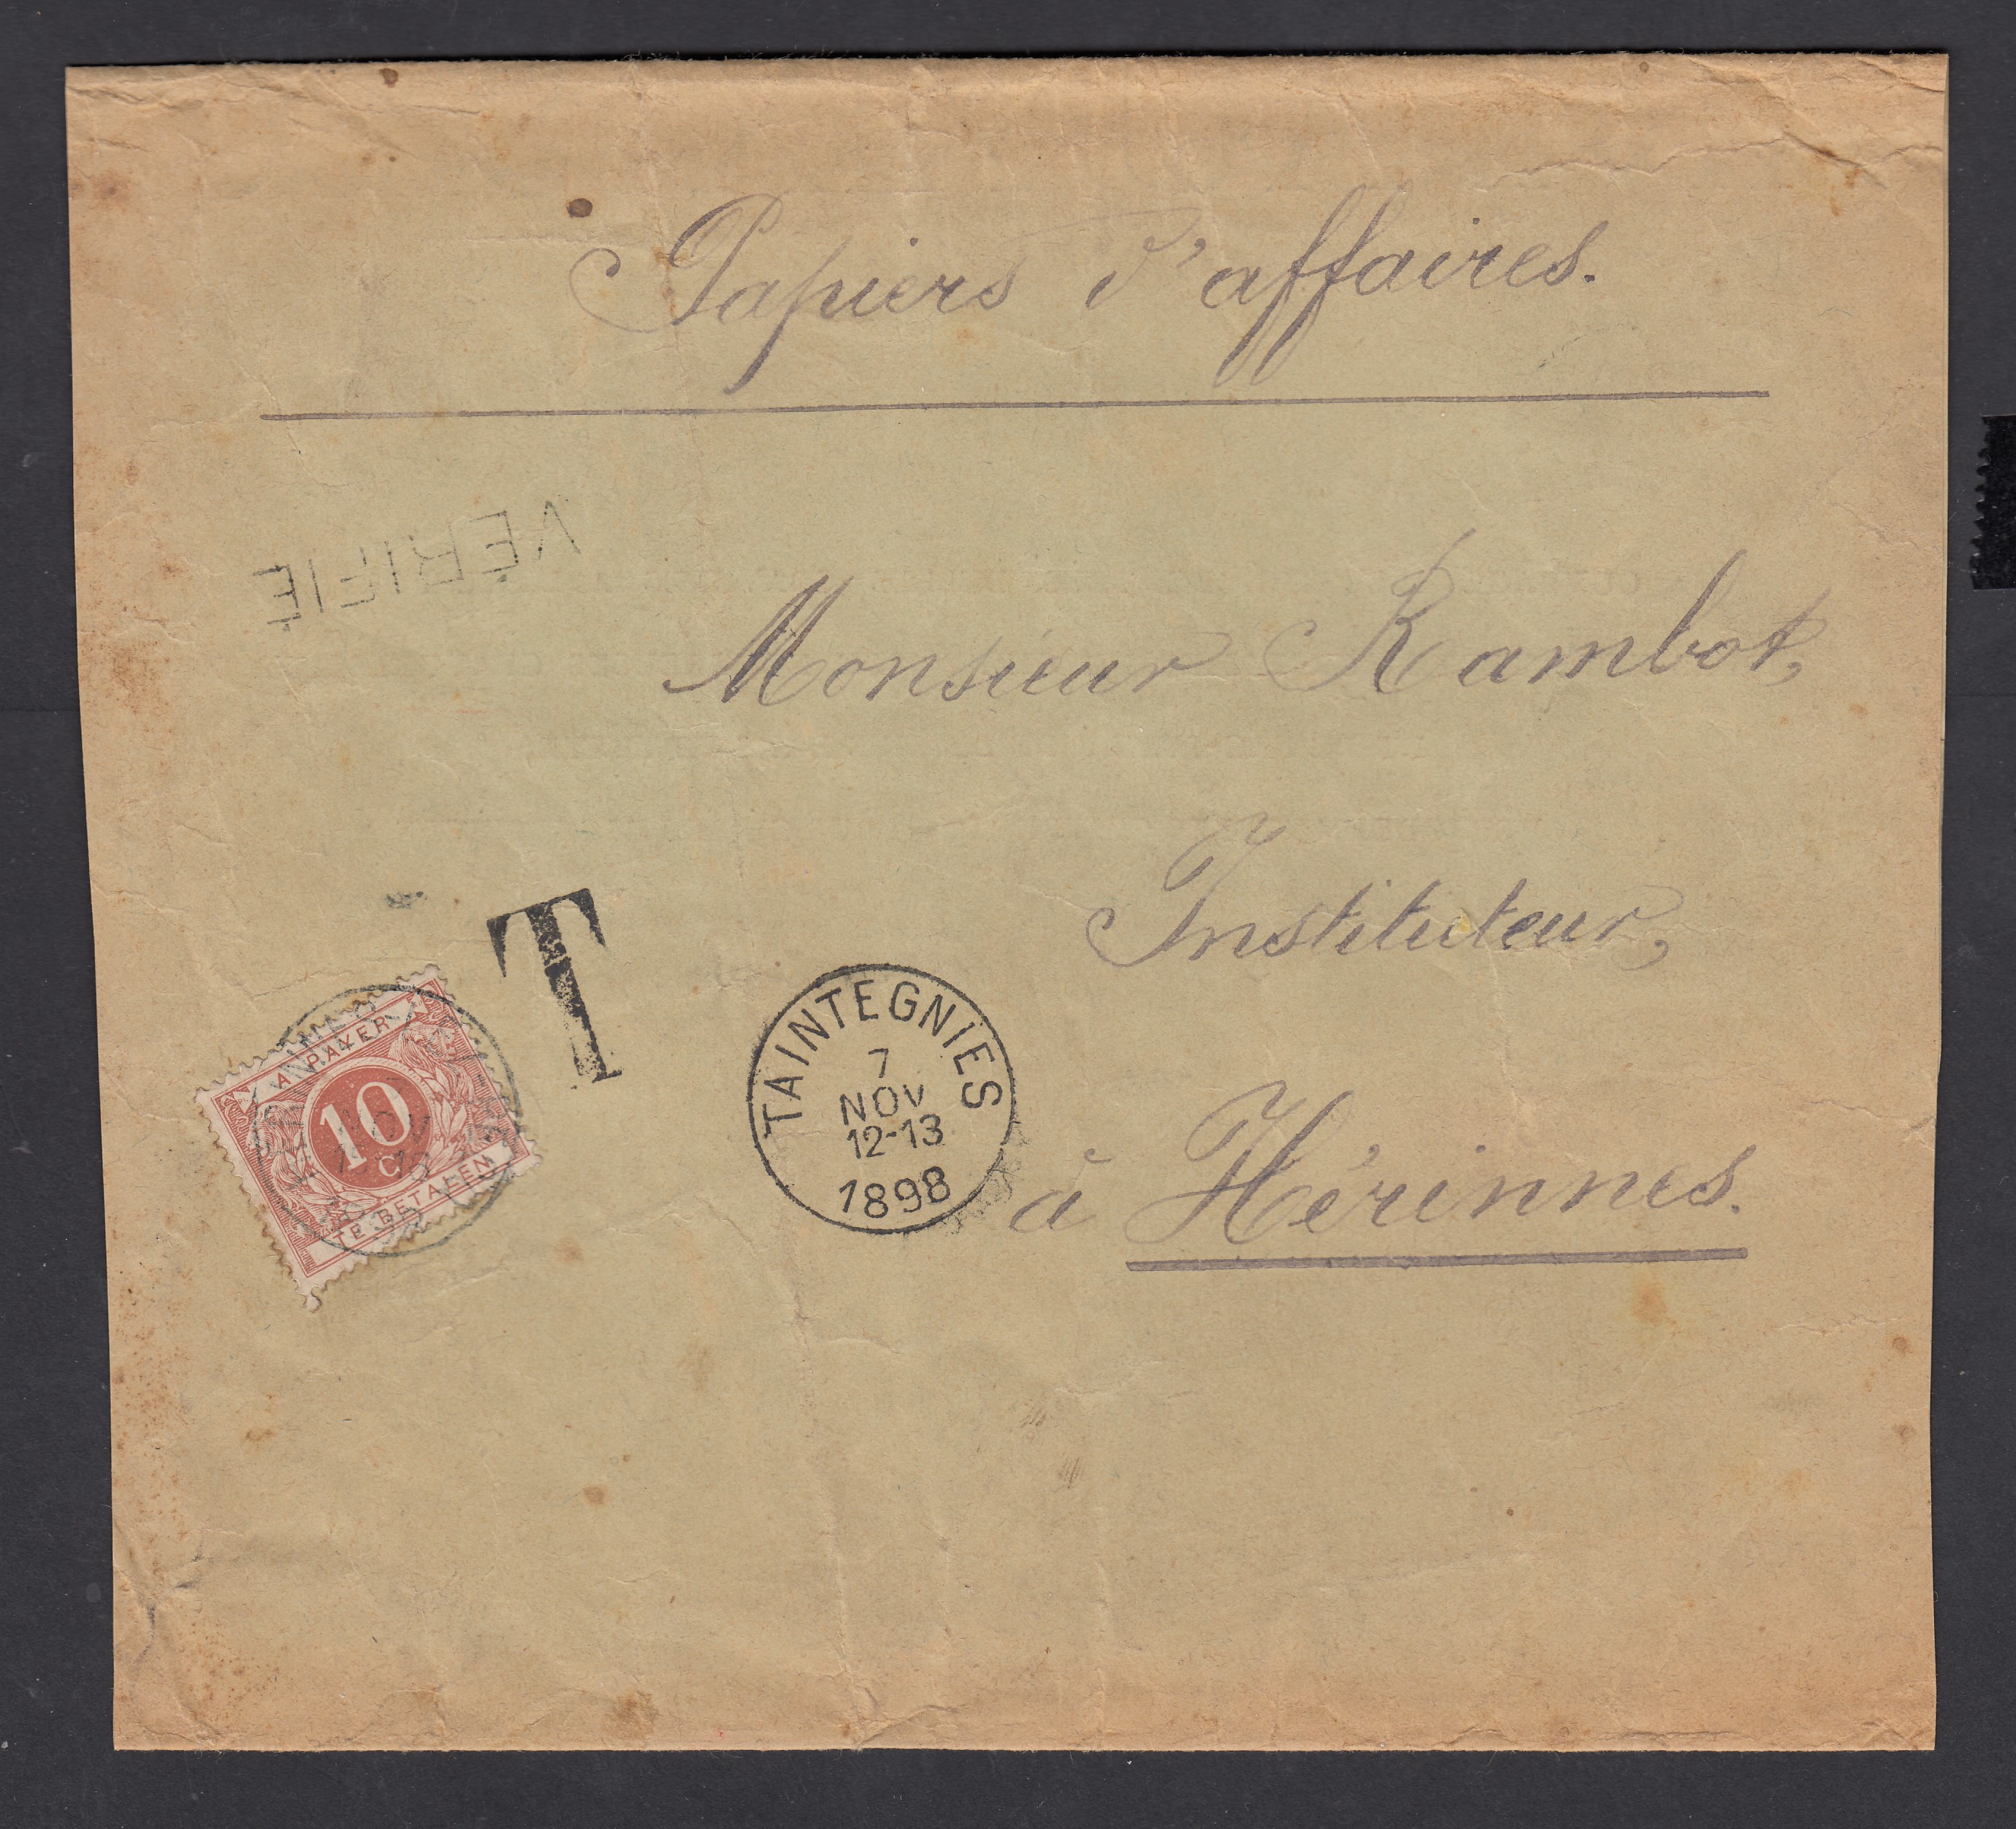 Papiers d'affaires.
VÉRIFIÉ
Monsieur Rambot,
Instituteur,
T
TAINTEGNIES
7
NOV
12-13
1898
à Hérinnes.
A PAYER
10
C
TE BETALEN